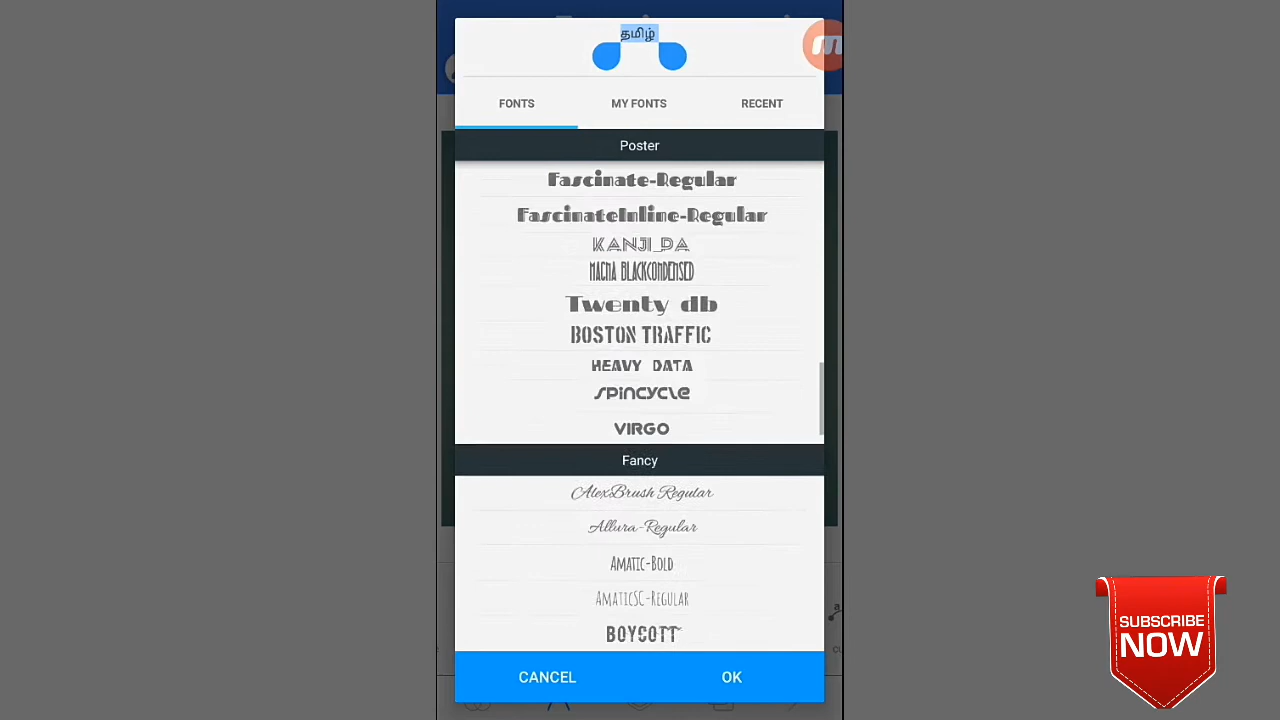 தமிழ்
FONTS
MY FONTS
RECENT
Poster
Fascinate-Regular
FascinateInline-Regular
KANJI_DA
MAGNA BLACKCONDENSED
Twenty db
BOSTON TRAFFIC
HEAVY DATA
SPINCYCLE
VIRGO
Fancy
AlexBrush Regular
Allura-Regular
Amatic-Bold
AmaticSC-Regular
BOYCOTT
CANCEL
OK
SUBSCRIBE
NOW